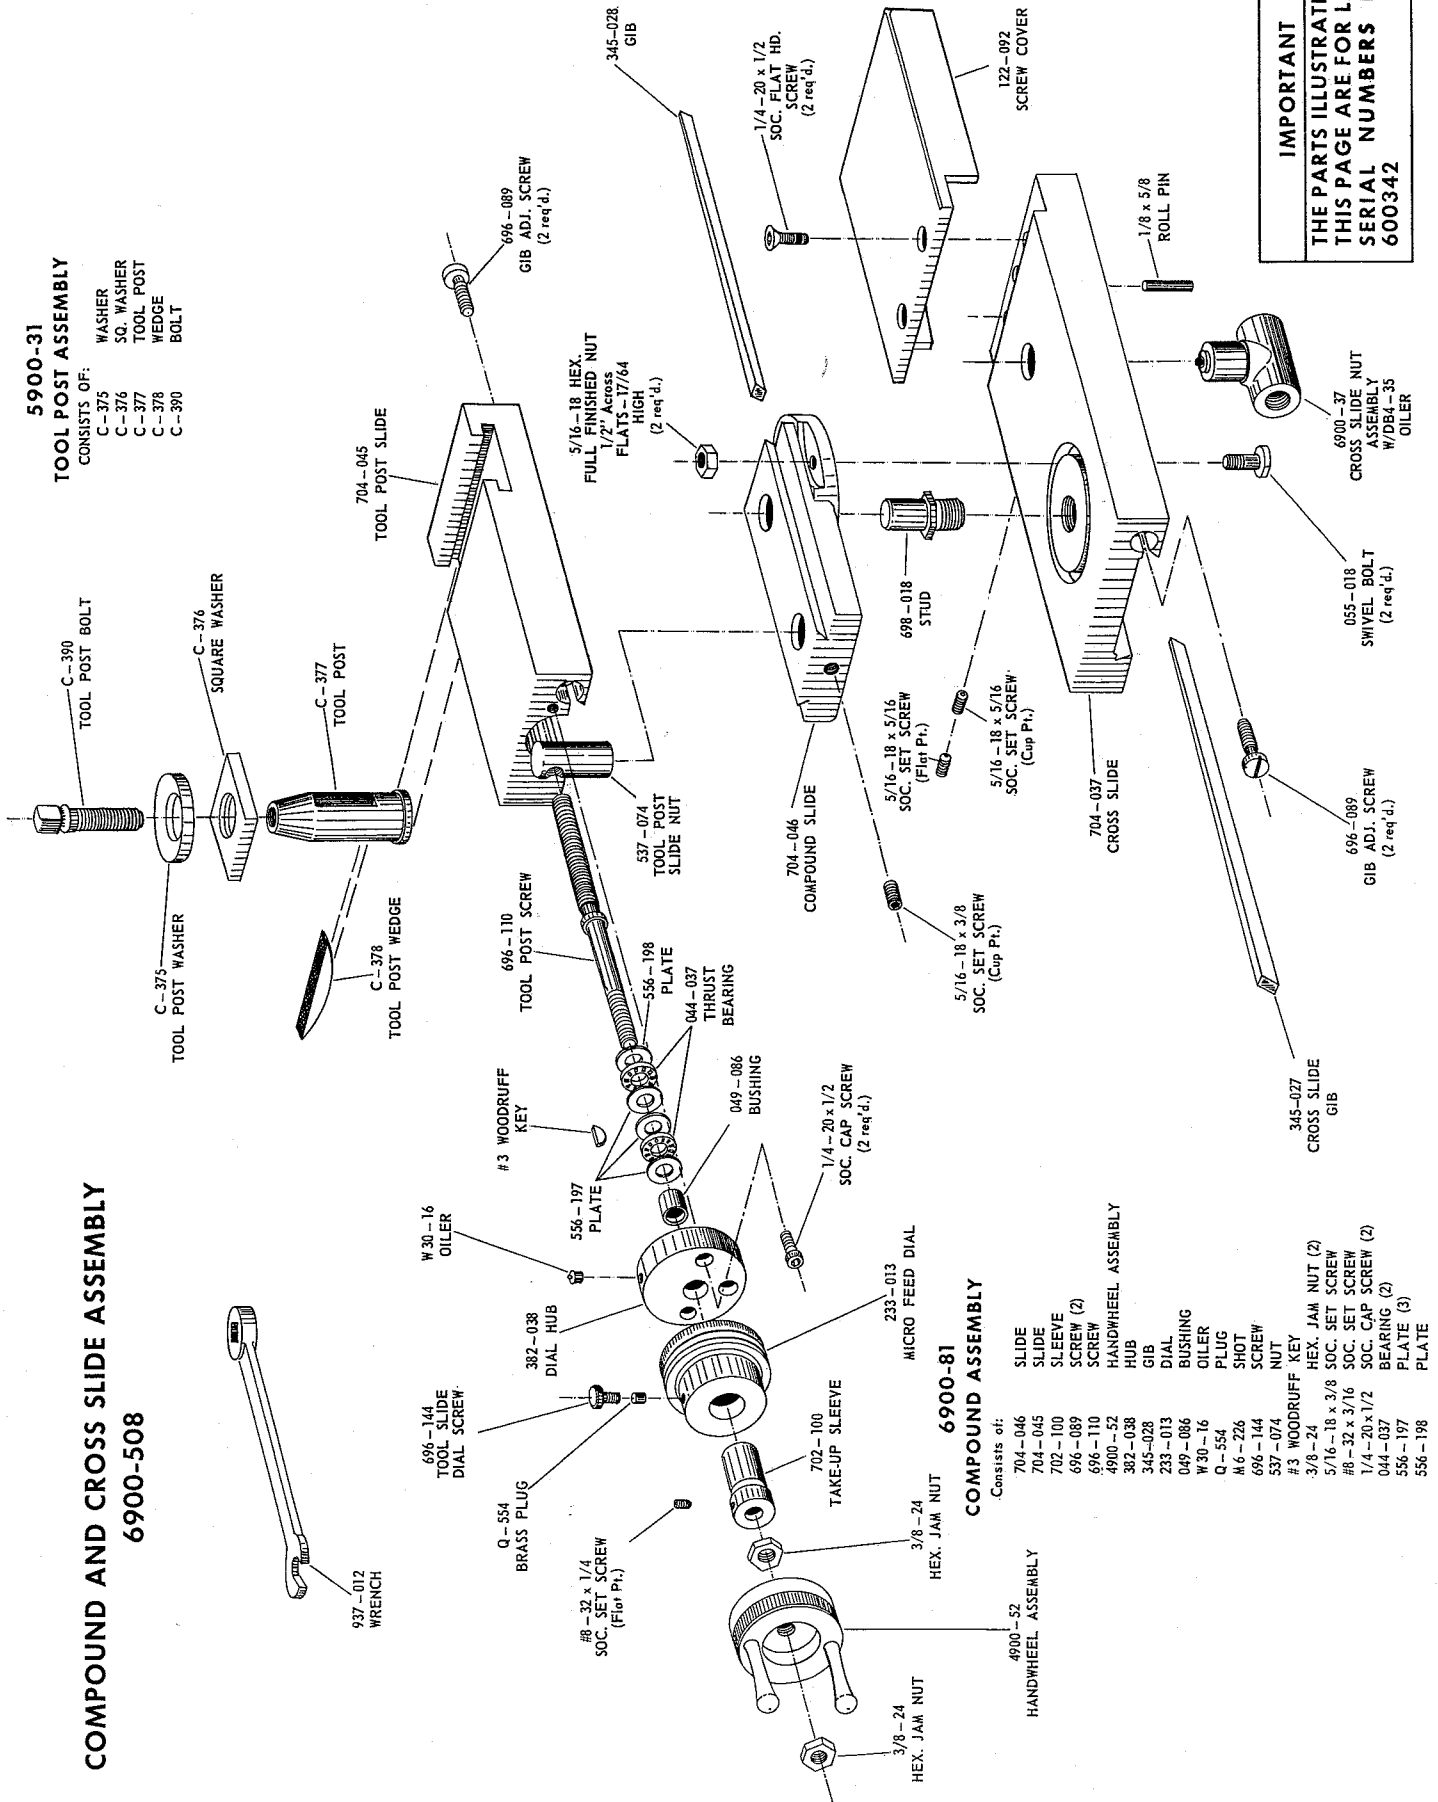 COMPOUND AND CROSS SLIDE ASSEMBLY
6900-508
937-012
WRENCH
5900-31
TOOL POST ASSEMBLY
CONSISTS OF:
C-375 WASHER
C-376 SQ. WASHER
C-377 TOOL POST
C-378 WEDGE
C-390 BOLT
C-390
TOOL POST BOLT
C-376
SQUARE WASHER
C-377
TOOL POST
C-375
TOOL POST WASHER
C-378
TOOL POST WEDGE
704-045
TOOL POST SLIDE
696-089
GIB ADJ. SCREW
(2 req'd.)
345-028
GIB
1/4-20 x 1/2
SOC. FLAT HD.
SCREW
(2 req'd.)
122-092
SCREW COVER
5/16-18 HEX.
FULL FINISHED NUT
1/2" Across
FLATS-17/64
HIGH
(2 req'd.)
537-074
TOOL POST
SLIDE NUT
696-110
TOOL POST SCREW
556-198
PLATE
044-037
THRUST
BEARING
#3 WOODRUFF
KEY
556-197
PLATE
049-086
BUSHING
1/4-20 x 1/2
SOC. CAP SCREW
(2 req'd.)
W30-16
OILER
382-038
DIAL HUB
233-013
MICRO FEED DIAL
696-144
TOOL SLIDE
DIAL SCREW
Q-554
BRASS PLUG
#8-32 x 1/4
SOC. SET SCREW
(Flat Pt.)
702-100
TAKE-UP SLEEVE
3/8-24
HEX. JAM NUT
4900-52
HANDWHEEL ASSEMBLY
3/8-24
HEX. JAM NUT
698-018
STUD
704-046
COMPOUND SLIDE
5/16-18 x 5/16
SOC. SET SCREW
(Flat Pt.)
5/16-18 x 5/16
SOC. SET SCREW
(Cup Pt.)
5/16-18 x 3/8
SOC. SET SCREW
(Cup Pt.)
704-037
CROSS SLIDE
1/8 x 5/8
ROLL PIN
6900-37
CROSS SLIDE NUT
ASSEMBLY
W/DB4-35
OILER
055-018
SWIVEL BOLT
(2 req'd.)
696-089
GIB ADJ. SCREW
(2 req'd.)
345-027
CROSS SLIDE
GIB
6900-81
COMPOUND ASSEMBLY
Consists of:
704-046 SLIDE
704-045 SLIDE
702-100 SLEEVE
696-089 SCREW (2)
696-110 SCREW
4900-52 HANDWHEEL ASSEMBLY
382-038 HUB
345-028 GIB
233-013 DIAL
049-086 BUSHING
W30-16 OILER
Q-554 PLUG
M6-226 SHOT
696-144 SCREW
537-074 NUT
#3 WOODRUFF KEY
3/8-24 HEX. JAM NUT (2)
5/16-18 x 3/8 SOC. SET SCREW
#8-32 x 3/16 SOC. SET SCREW
1/4-20 x 1/2 SOC. CAP SCREW (2)
044-037 BEARING (2)
556-197 PLATE (3)
556-198 PLATE
IMPORTANT
THE PARTS ILLUSTRATI
THIS PAGE ARE FOR L
SERIAL NUMBERS
600342